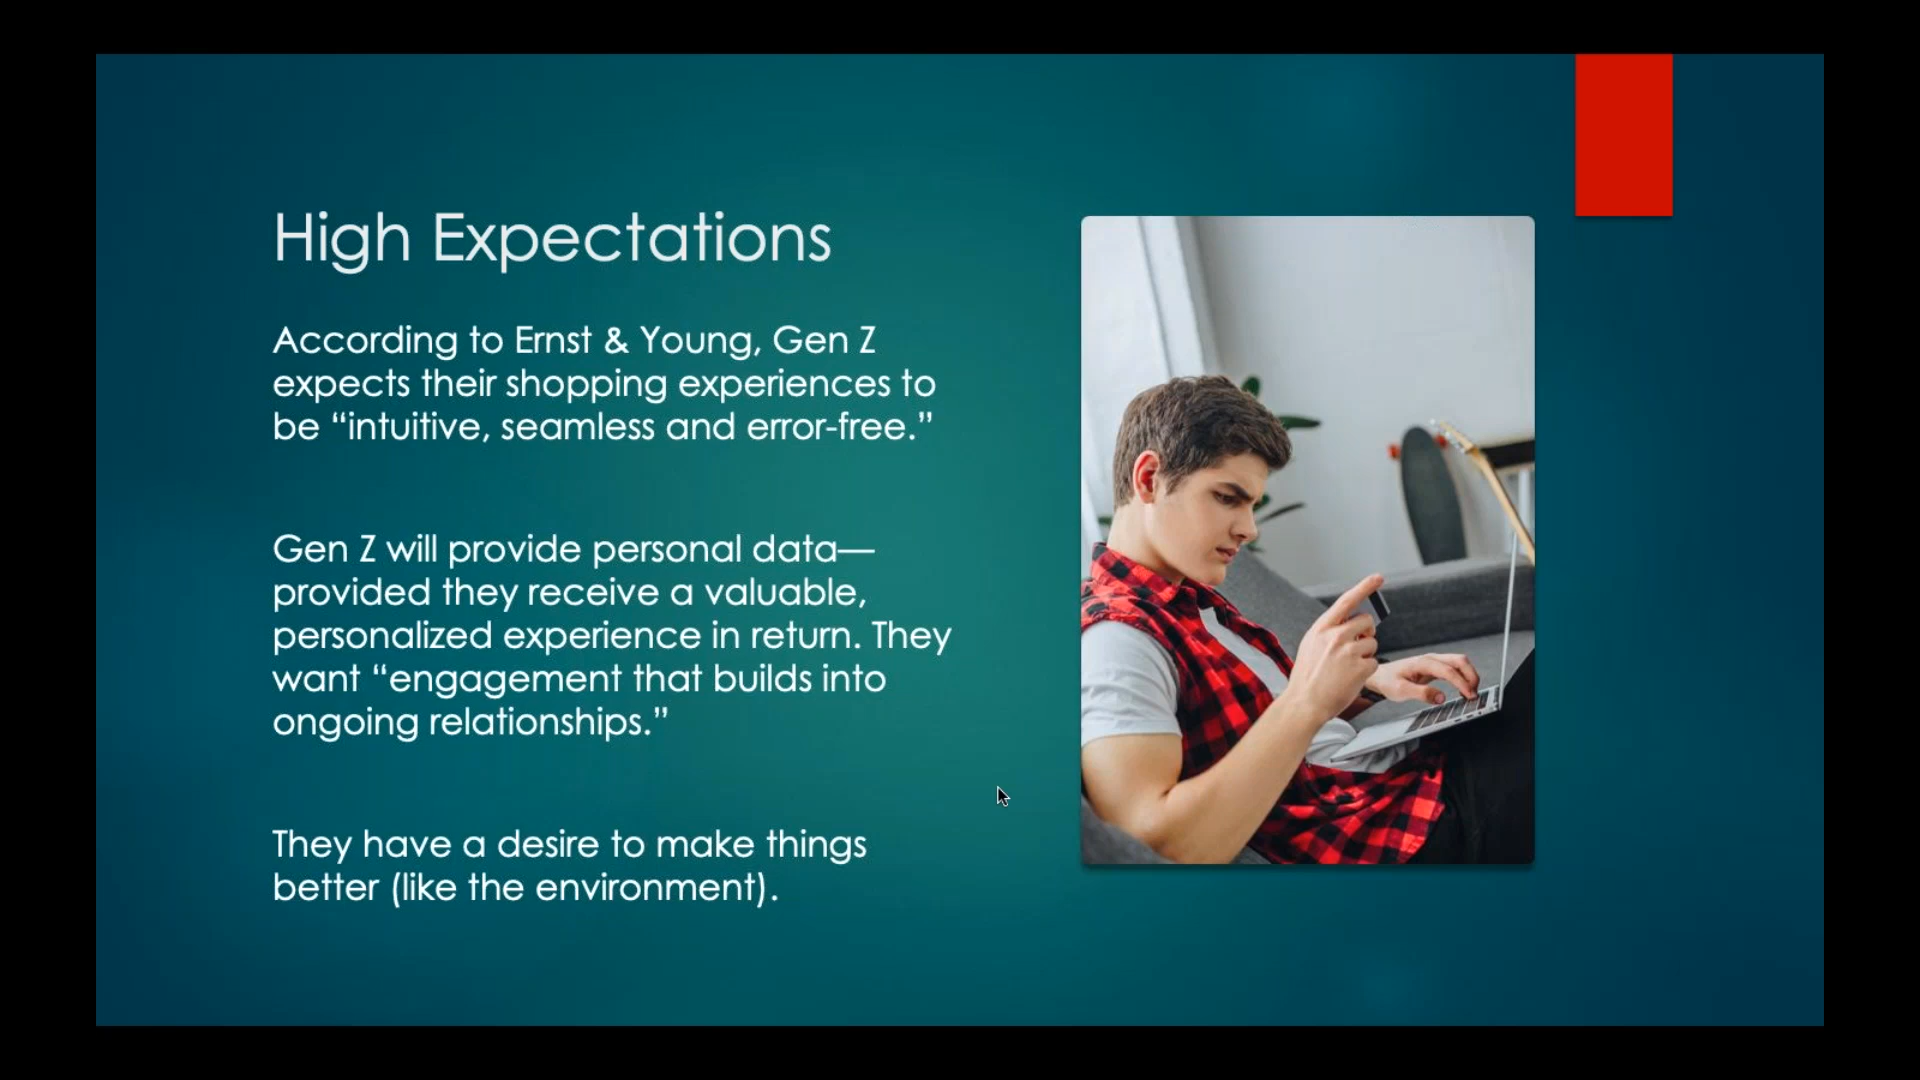 High Expectations
According to Ernst & Young, Gen Z
expects their shopping experiences to
be “intuitive, seamless and error-free.”
Gen Z will provide personal data—
provided they receive a valuable,
personalized experience in return. They
want “engagement that builds into
ongoing relationships.”
They have a desire to make things
better (like the environment).